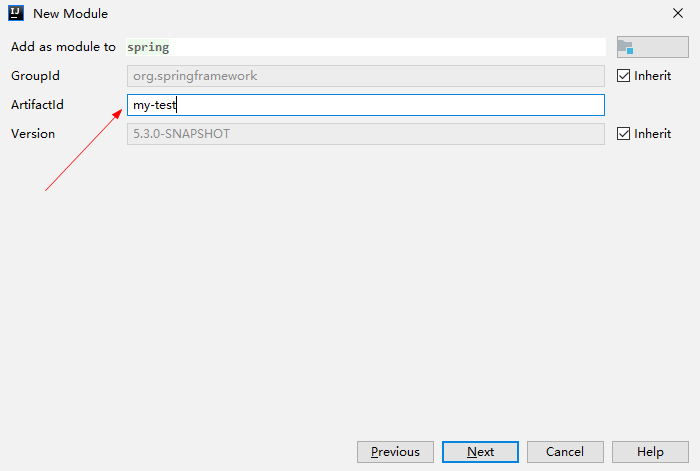 IJ New Module
Add as module to spring
GroupId org.springframework Inherit
ArtifactId my-test
Version 5.3.0-SNAPSHOT Inherit
Previous Next Cancel Help